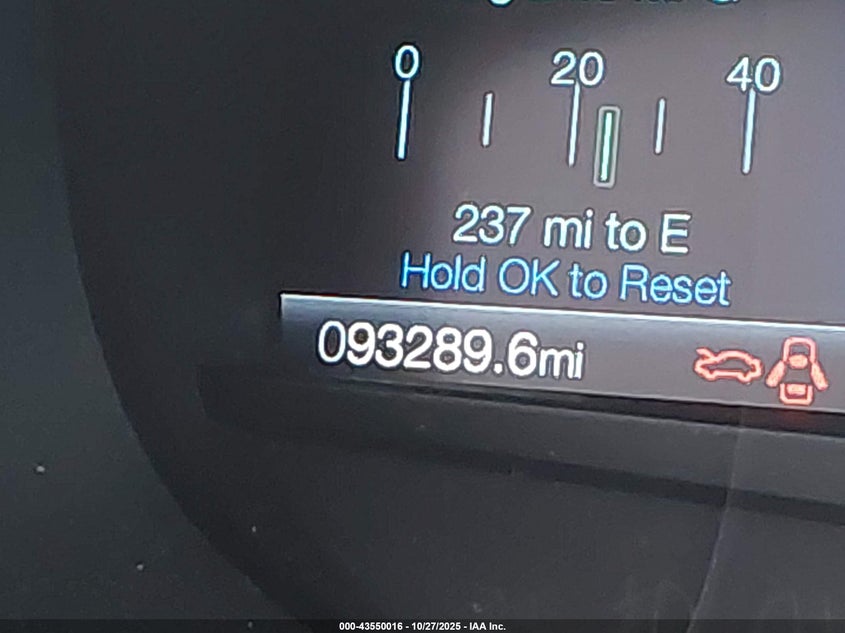 0 20 40
237 mi to E
Hold OK to Reset
093289.6mi
000-43550016 - 10/27/2025 - IAA Inc.